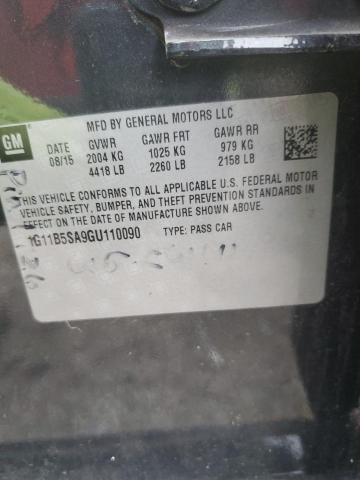 GM
MFD BY GENERAL MOTORS LLC
DATE GVWR GAWR FRT GAWR RR
08/15 2004 KG 1025 KG 979 KG
4418 LB 2260 LB 2158 LB
THIS VEHICLE CONFORMS TO ALL APPLICABLE U.S. FEDERAL MOTOR
VEHICLE SAFETY, BUMPER, AND THEFT PREVENTION STANDARDS
IN EFFECT ON THE DATE OF MANUFACTURE SHOWN ABOVE.
1G11B5SA9GU110090 TYPE: PASS CAR